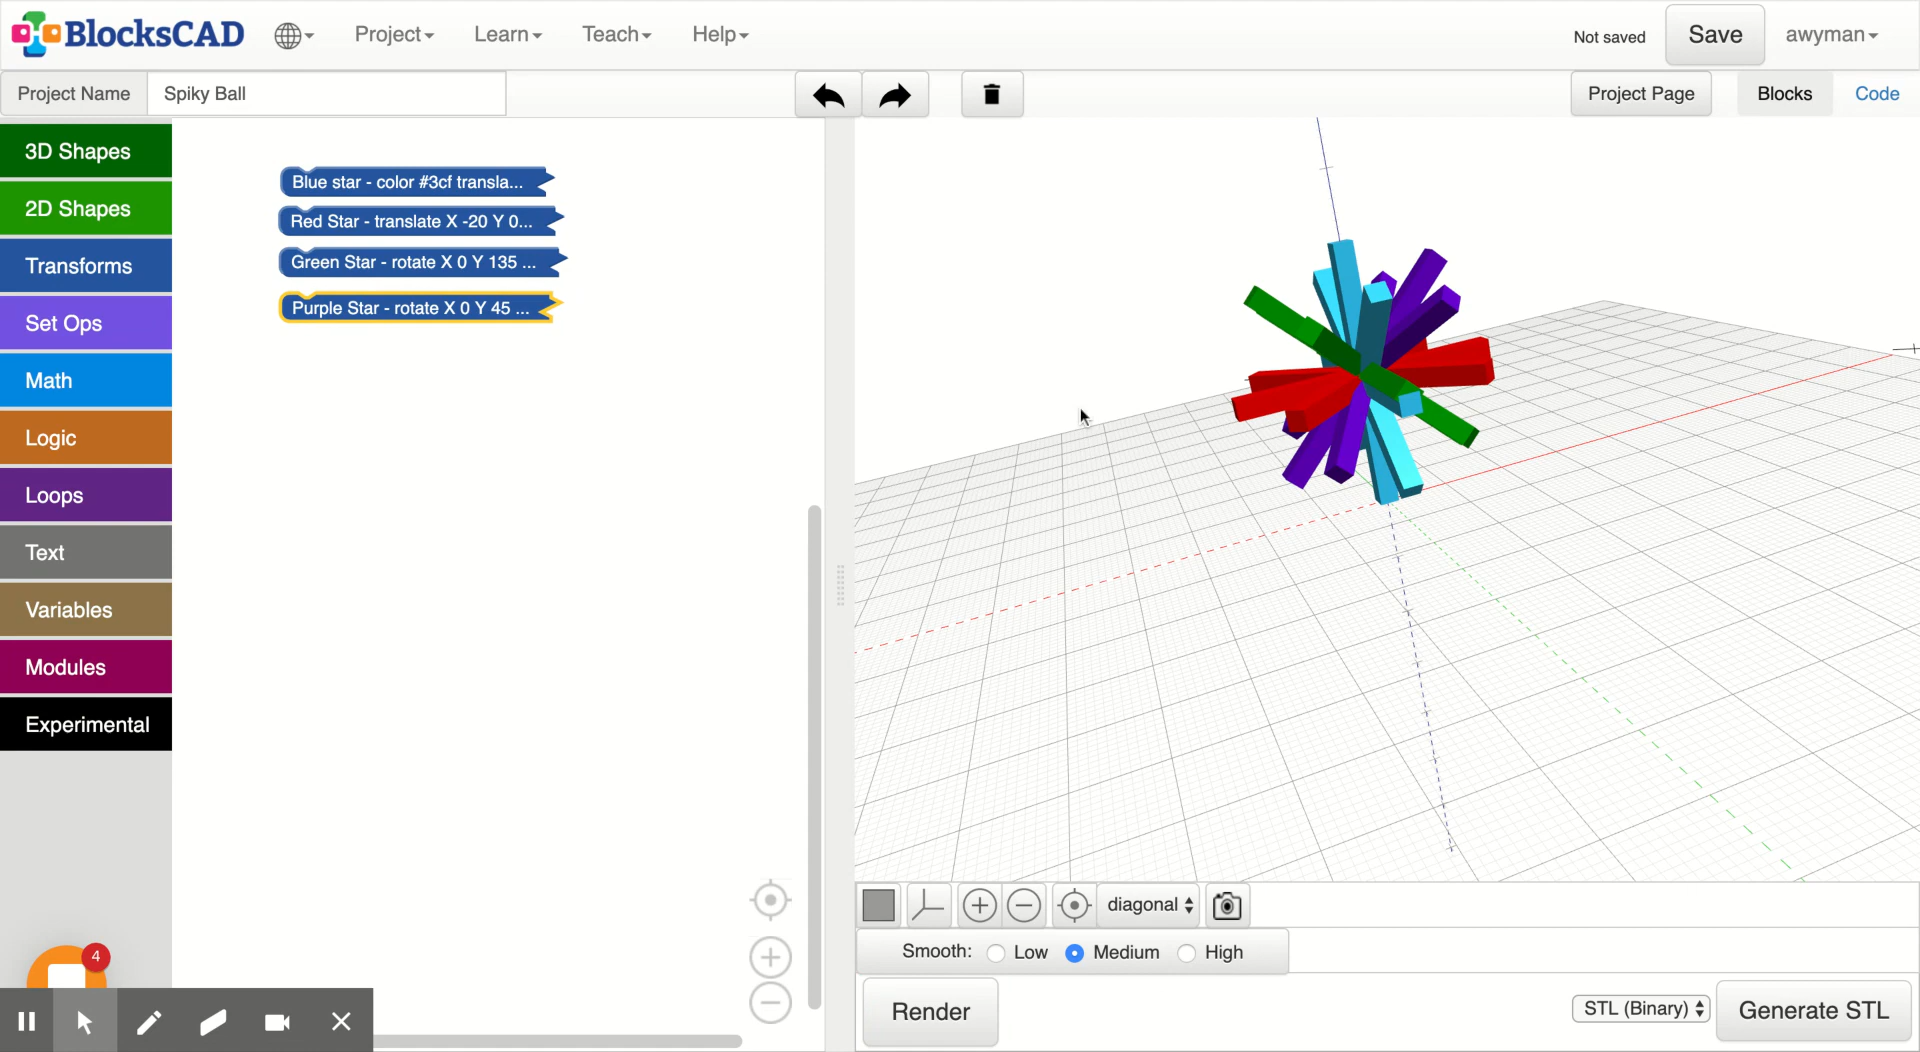 BlocksCAD Project Learn Teach Help Not saved Save awyman
Project Name Spiky Ball Project Page Blocks Code
3D Shapes
2D Shapes
Transforms
Set Ops
Math
Logic
Loops
Text
Variables
Modules
Experimental
Blue star - color #3cf transla...
Red Star - translate X -20 Y 0...
Green Star - rotate X 0 Y 135 ...
Purple Star - rotate X 0 Y 45 ...
4
diagonal
Smooth: Low Medium High
Render STL (Binary) Generate STL